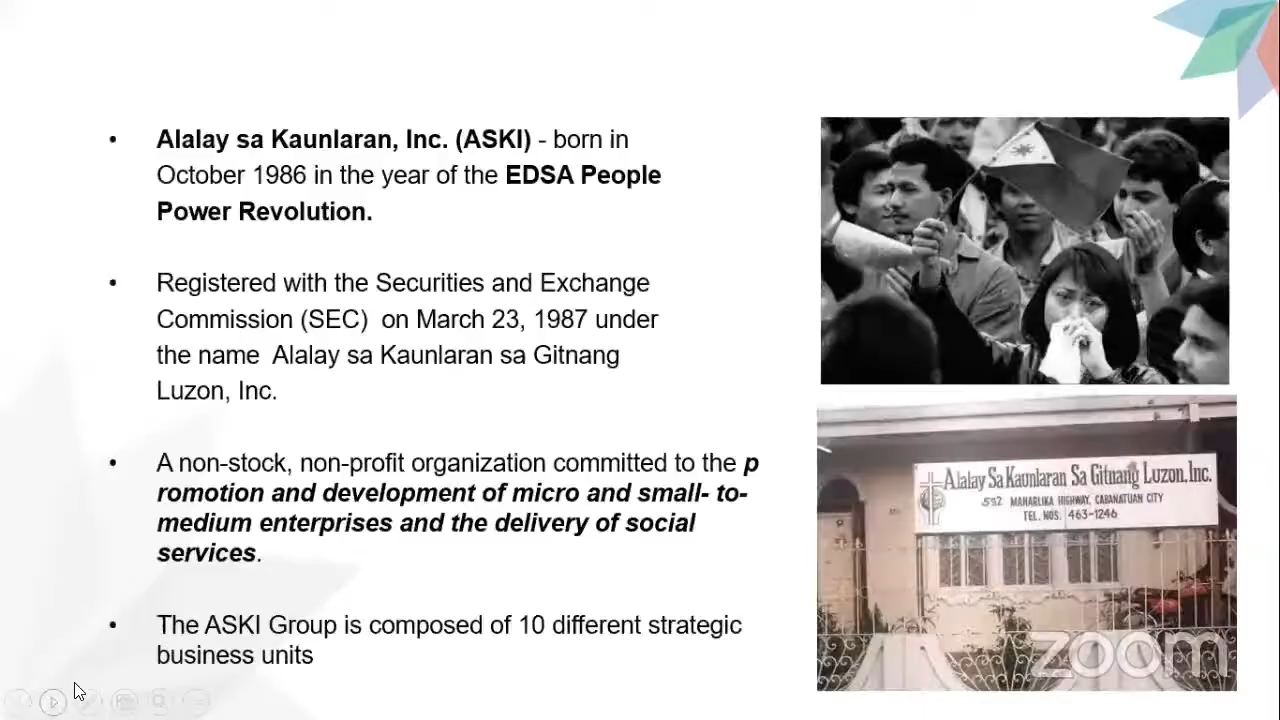 • Alalay sa Kaunlaran, Inc. (ASKI) - born in
October 1986 in the year of the EDSA People
Power Revolution.
• Registered with the Securities and Exchange
Commission (SEC)  on March 23, 1987 under
the name  Alalay sa Kaunlaran sa Gitnang
Luzon, Inc.
• A non-stock, non-profit organization committed to the p
romotion and development of micro and small- to-
medium enterprises and the delivery of social
services.
• The ASKI Group is composed of 10 different strategic
business units
Alalay Sa Kaunlaran Sa Gitnang Luzon, Inc.
592 MAHARLIKA HIGHWAY, CABANATUAN CITY
TEL. NOS. 463-1246
zoom